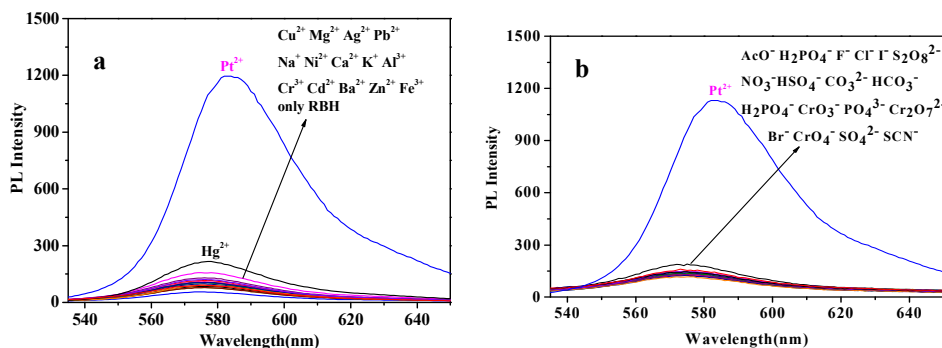 a
Cu²⁺ Mg²⁺ Ag²⁺ Pb²⁺
Na⁺ Ni²⁺ Ca²⁺ K⁺ Al³⁺
Cr³⁺ Cd²⁺ Ba²⁺ Zn²⁺ Fe³⁺
only RBH
Pt²⁺
Hg²⁺
PL Intensity
1500
1200
900
600
300
0
540 560 580 600 620 640
Wavelength(nm)
b
AcO⁻ H₂PO₄⁻ F⁻ Cl⁻ I⁻ S₂O₈²⁻
NO₃⁻ HSO₄⁻ CO₃²⁻ HCO₃⁻
H₂PO₄⁻ CrO₃⁻ PO₄³⁻ Cr₂O₇²⁻
Br⁻ CrO₄⁻ SO₄²⁻ SCN⁻
Pt²⁺
PL Intensity
1500
1200
900
600
300
0
540 560 580 600 620 640
Wavelength(nm)